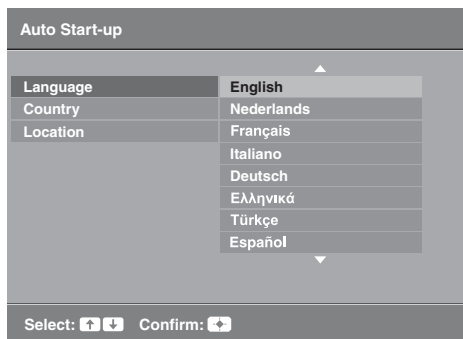 Auto Start-up
Language
Country
Location
English
Nederlands
Français
Italiano
Deutsch
Ελληνικά
Türkçe
Español
Select: Confirm: